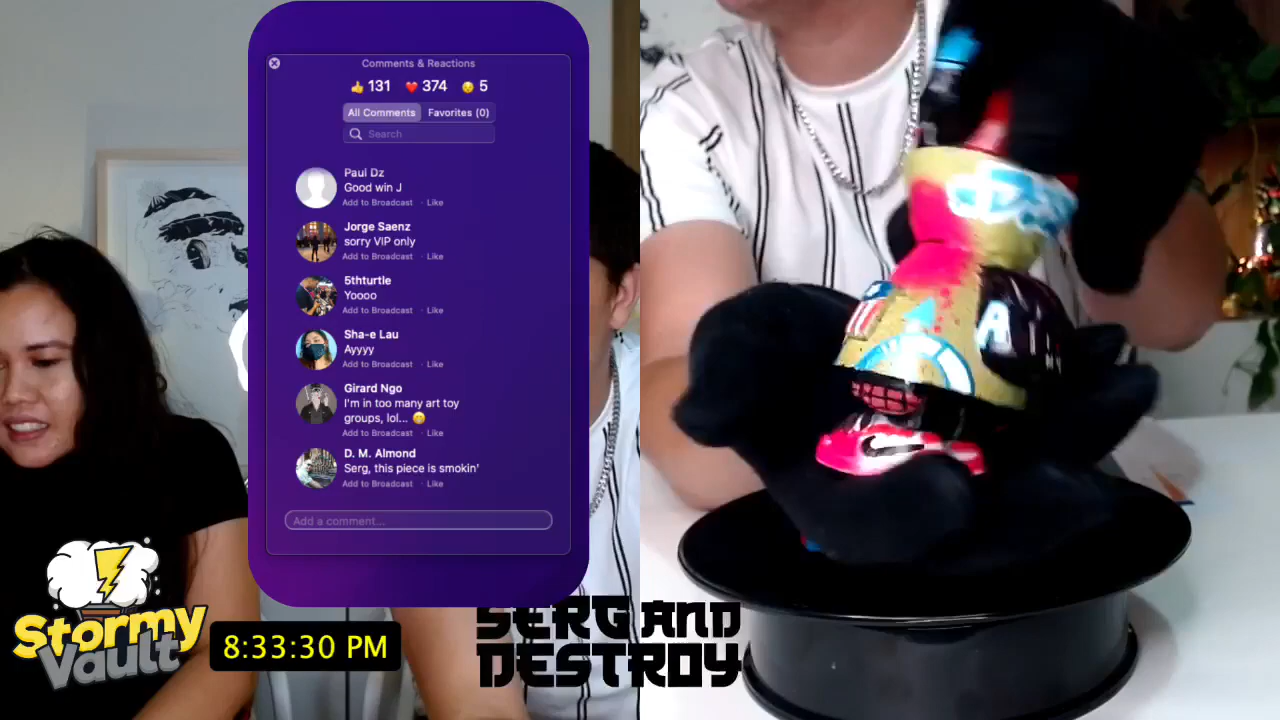 Comments & Reactions
131 374 5
All Comments Favorites (0)
Search
Paul Dz
Good win J
Add to Broadcast · Like
Jorge Saenz
sorry VIP only
Add to Broadcast · Like
5thturtle
Yoooo
Add to Broadcast · Like
Sha-e Lau
Ayyyy
Add to Broadcast · Like
Girard Ngo
I'm in too many art toy
groups, lol... 🤭
Add to Broadcast · Like
D. M. Almond
Serg, this piece is smokin'
Add to Broadcast · Like
Add a comment...
Stormy
Vault
8:33:30 PM
SERG AND
DESTROY
A